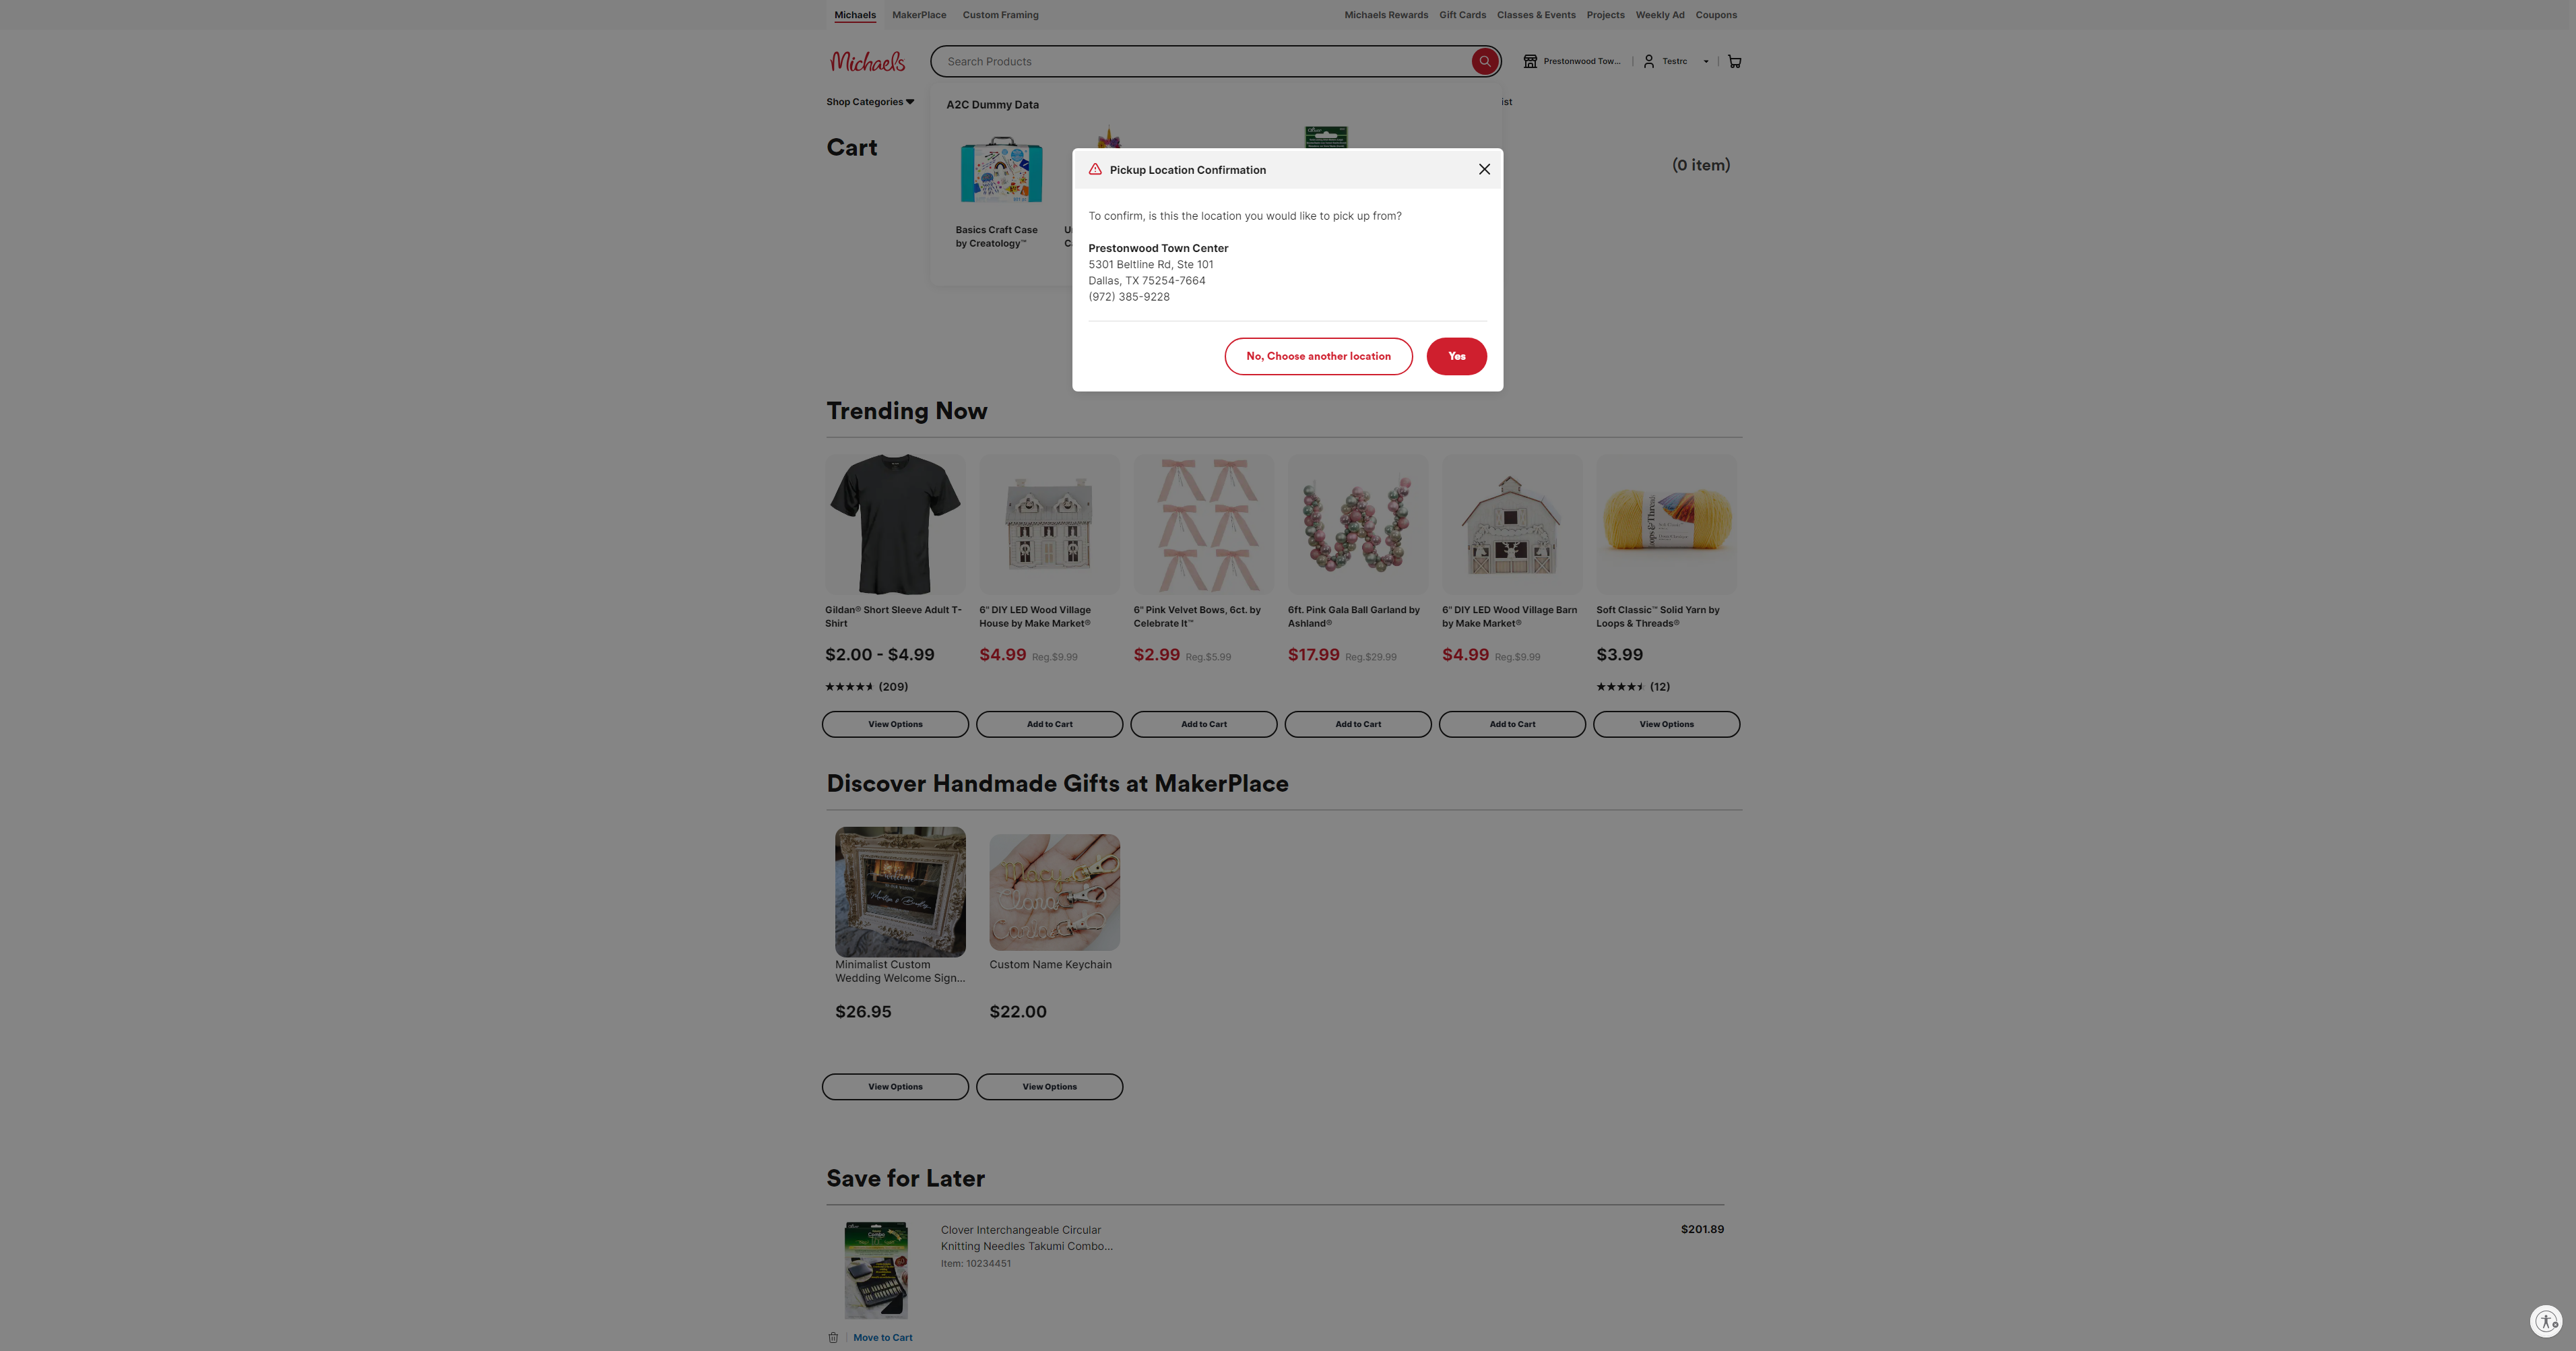 Michaels MakerPlace Custom Framing Michaels Rewards Gift Cards Classes & Events Projects Weekly Ad Coupons
Michaels Search Products Prestonwood Tow... Testrc
Shop Categories ist
A2C Dummy Data
Cart
(0 item)
Basics Craft Case
by Creatology™
Pickup Location Confirmation
To confirm, is this the location you would like to pick up from?
Prestonwood Town Center
5301 Beltline Rd, Ste 101
Dallas, TX 75254-7664
(972) 385-9228
No, Choose another location Yes
Trending Now
Gildan® Short Sleeve Adult T-
Shirt
$2.00 - $4.99
(209)
View Options
6" DIY LED Wood Village
House by Make Market®
$4.99 Reg.$9.99
Add to Cart
6" Pink Velvet Bows, 6ct. by
Celebrate It™
$2.99 Reg.$5.99
Add to Cart
6ft. Pink Gala Ball Garland by
Ashland®
$17.99 Reg.$29.99
Add to Cart
6" DIY LED Wood Village Barn
by Make Market®
$4.99 Reg.$9.99
Add to Cart
Soft Classic™ Solid Yarn by
Loops & Threads®
$3.99
(12)
View Options
Discover Handmade Gifts at MakerPlace
Minimalist Custom
Wedding Welcome Sign...
$26.95
View Options
Custom Name Keychain
$22.00
View Options
Save for Later
Clover Interchangeable Circular
Knitting Needles Takumi Combo...
Item: 10234451
$201.89
Move to Cart